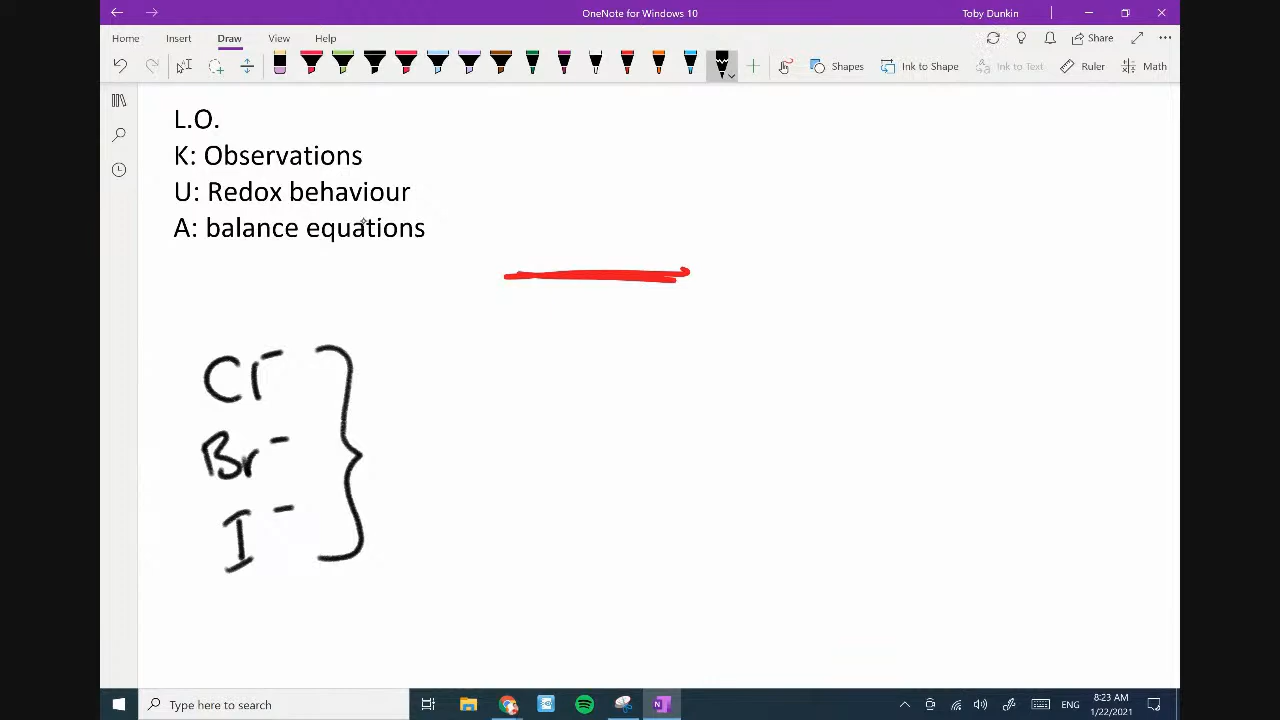 OneNote for Windows 10
Toby Dunkin
Home Insert Draw View Help
Share
Shapes Ink to Shape Ink to Text Ruler Math
L.O.
K: Observations
U: Redox behaviour
A: balance equations
Cl⁻
Br⁻
I⁻
Type here to search
ENG
8:23 AM
1/22/2021